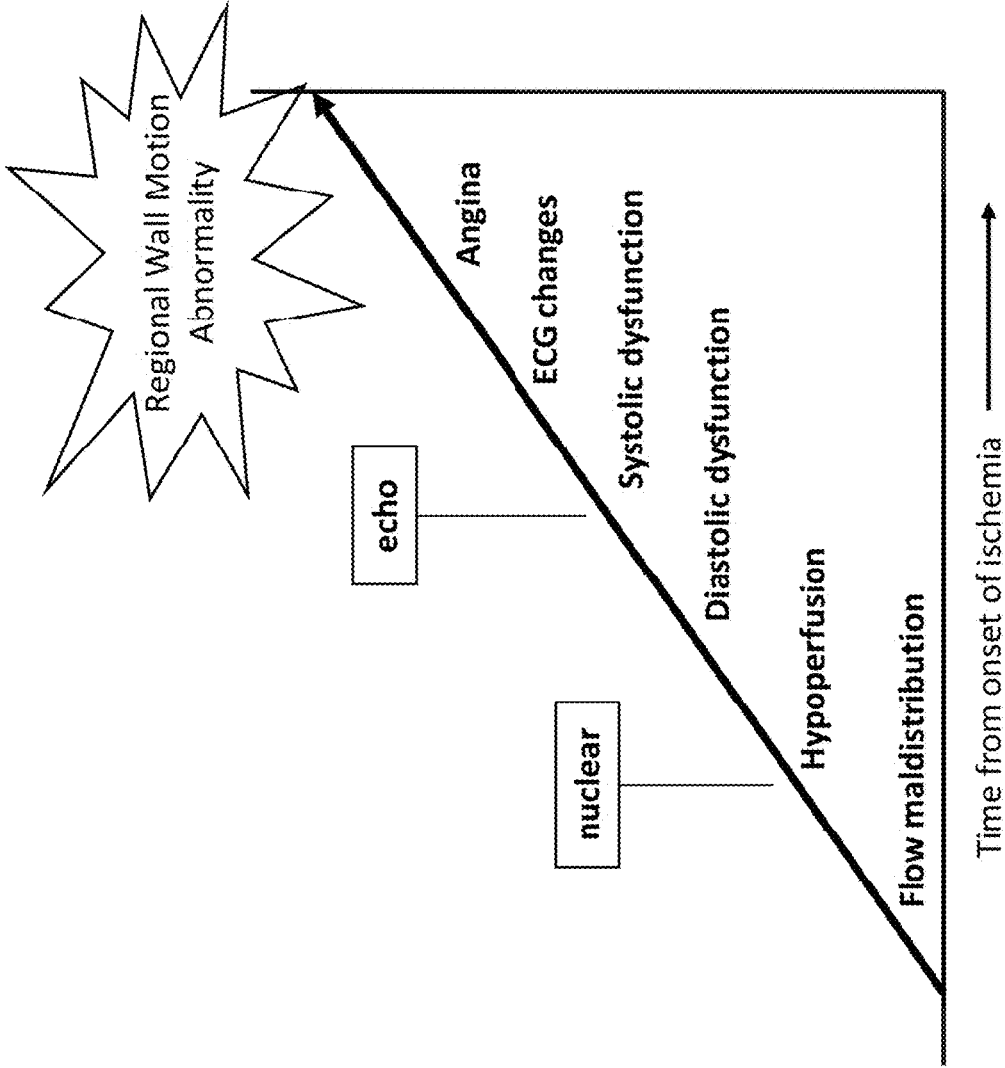 Regional Wall Motion
Abnormality
echo
nuclear
Angina
ECG changes
Systolic dysfunction
Diastolic dysfunction
Hypoperfusion
Flow maldistribution
Time from onset of ischemia